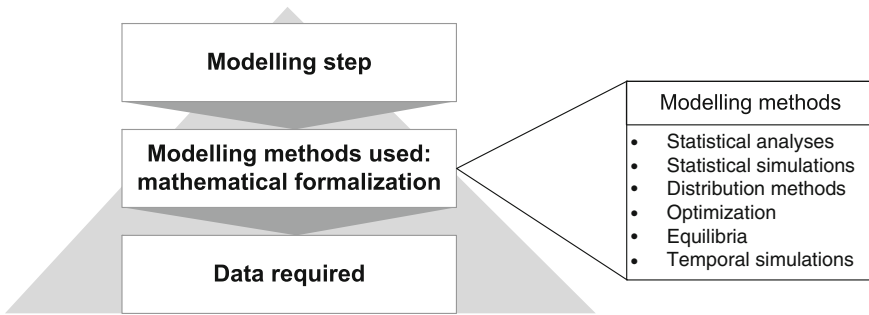 Modelling step
Modelling methods used:
mathematical formalization
Data required
Modelling methods
• Statistical analyses
• Statistical simulations
• Distribution methods
• Optimization
• Equilibria
• Temporal simulations